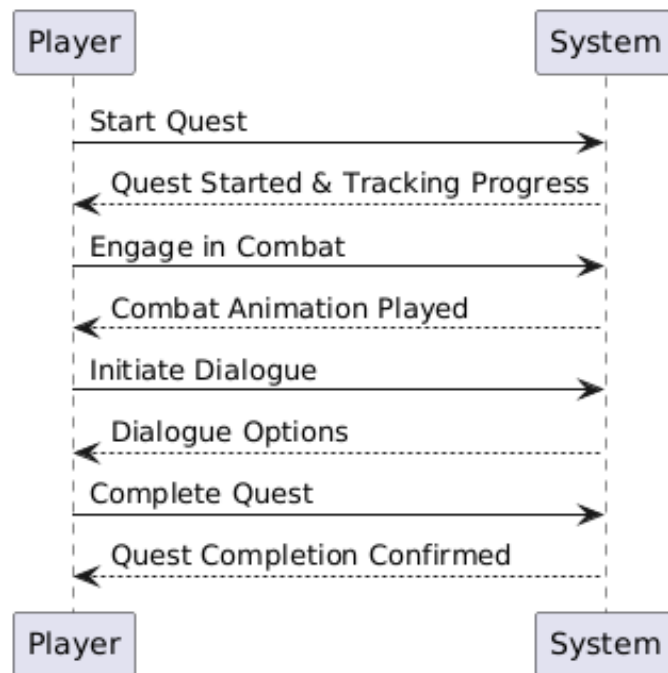 Player System
Start Quest
Quest Started & Tracking Progress
Engage in Combat
Combat Animation Played
Initiate Dialogue
Dialogue Options
Complete Quest
Quest Completion Confirmed
Player System